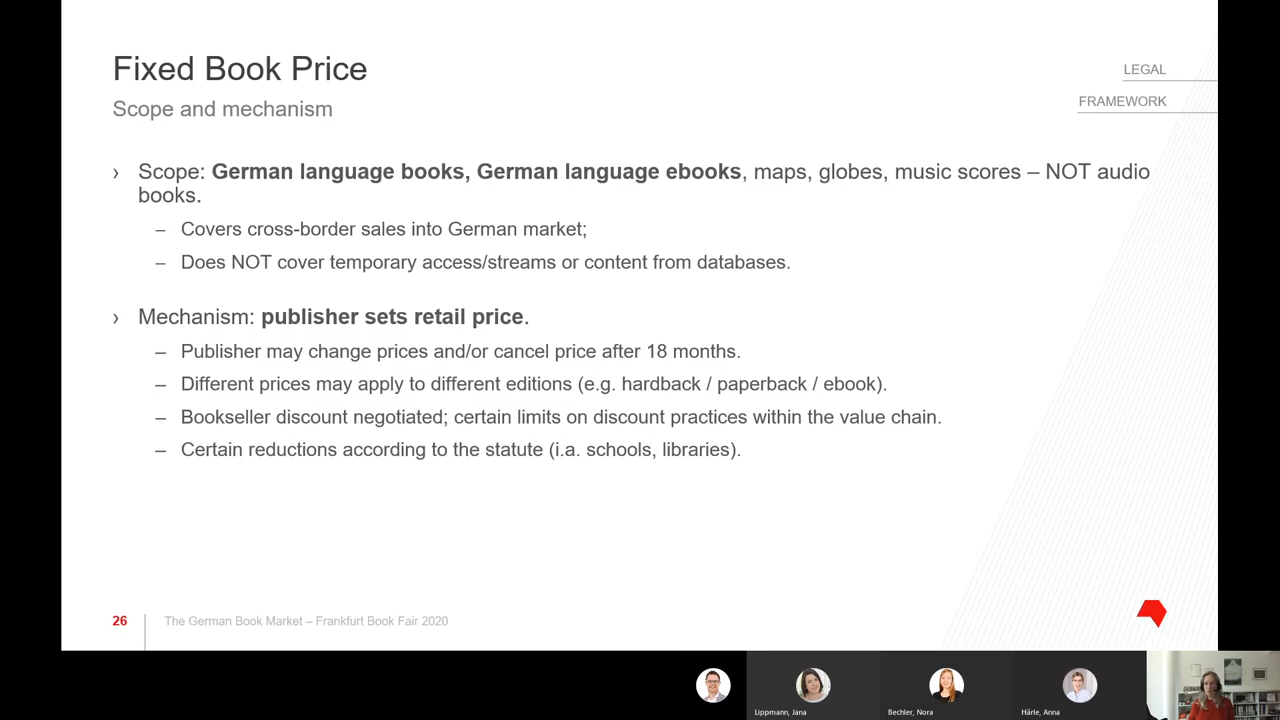 Fixed Book Price
Scope and mechanism
LEGAL
FRAMEWORK
› Scope: German language books, German language ebooks, maps, globes, music scores – NOT audio
books.
– Covers cross-border sales into German market;
– Does NOT cover temporary access/streams or content from databases.
› Mechanism: publisher sets retail price.
– Publisher may change prices and/or cancel price after 18 months.
– Different prices may apply to different editions (e.g. hardback / paperback / ebook).
– Bookseller discount negotiated; certain limits on discount practices within the value chain.
– Certain reductions according to the statute (i.a. schools, libraries).
26
The German Book Market – Frankfurt Book Fair 2020
Lippmann, Jana
Bechler, Nora
Härle, Anna